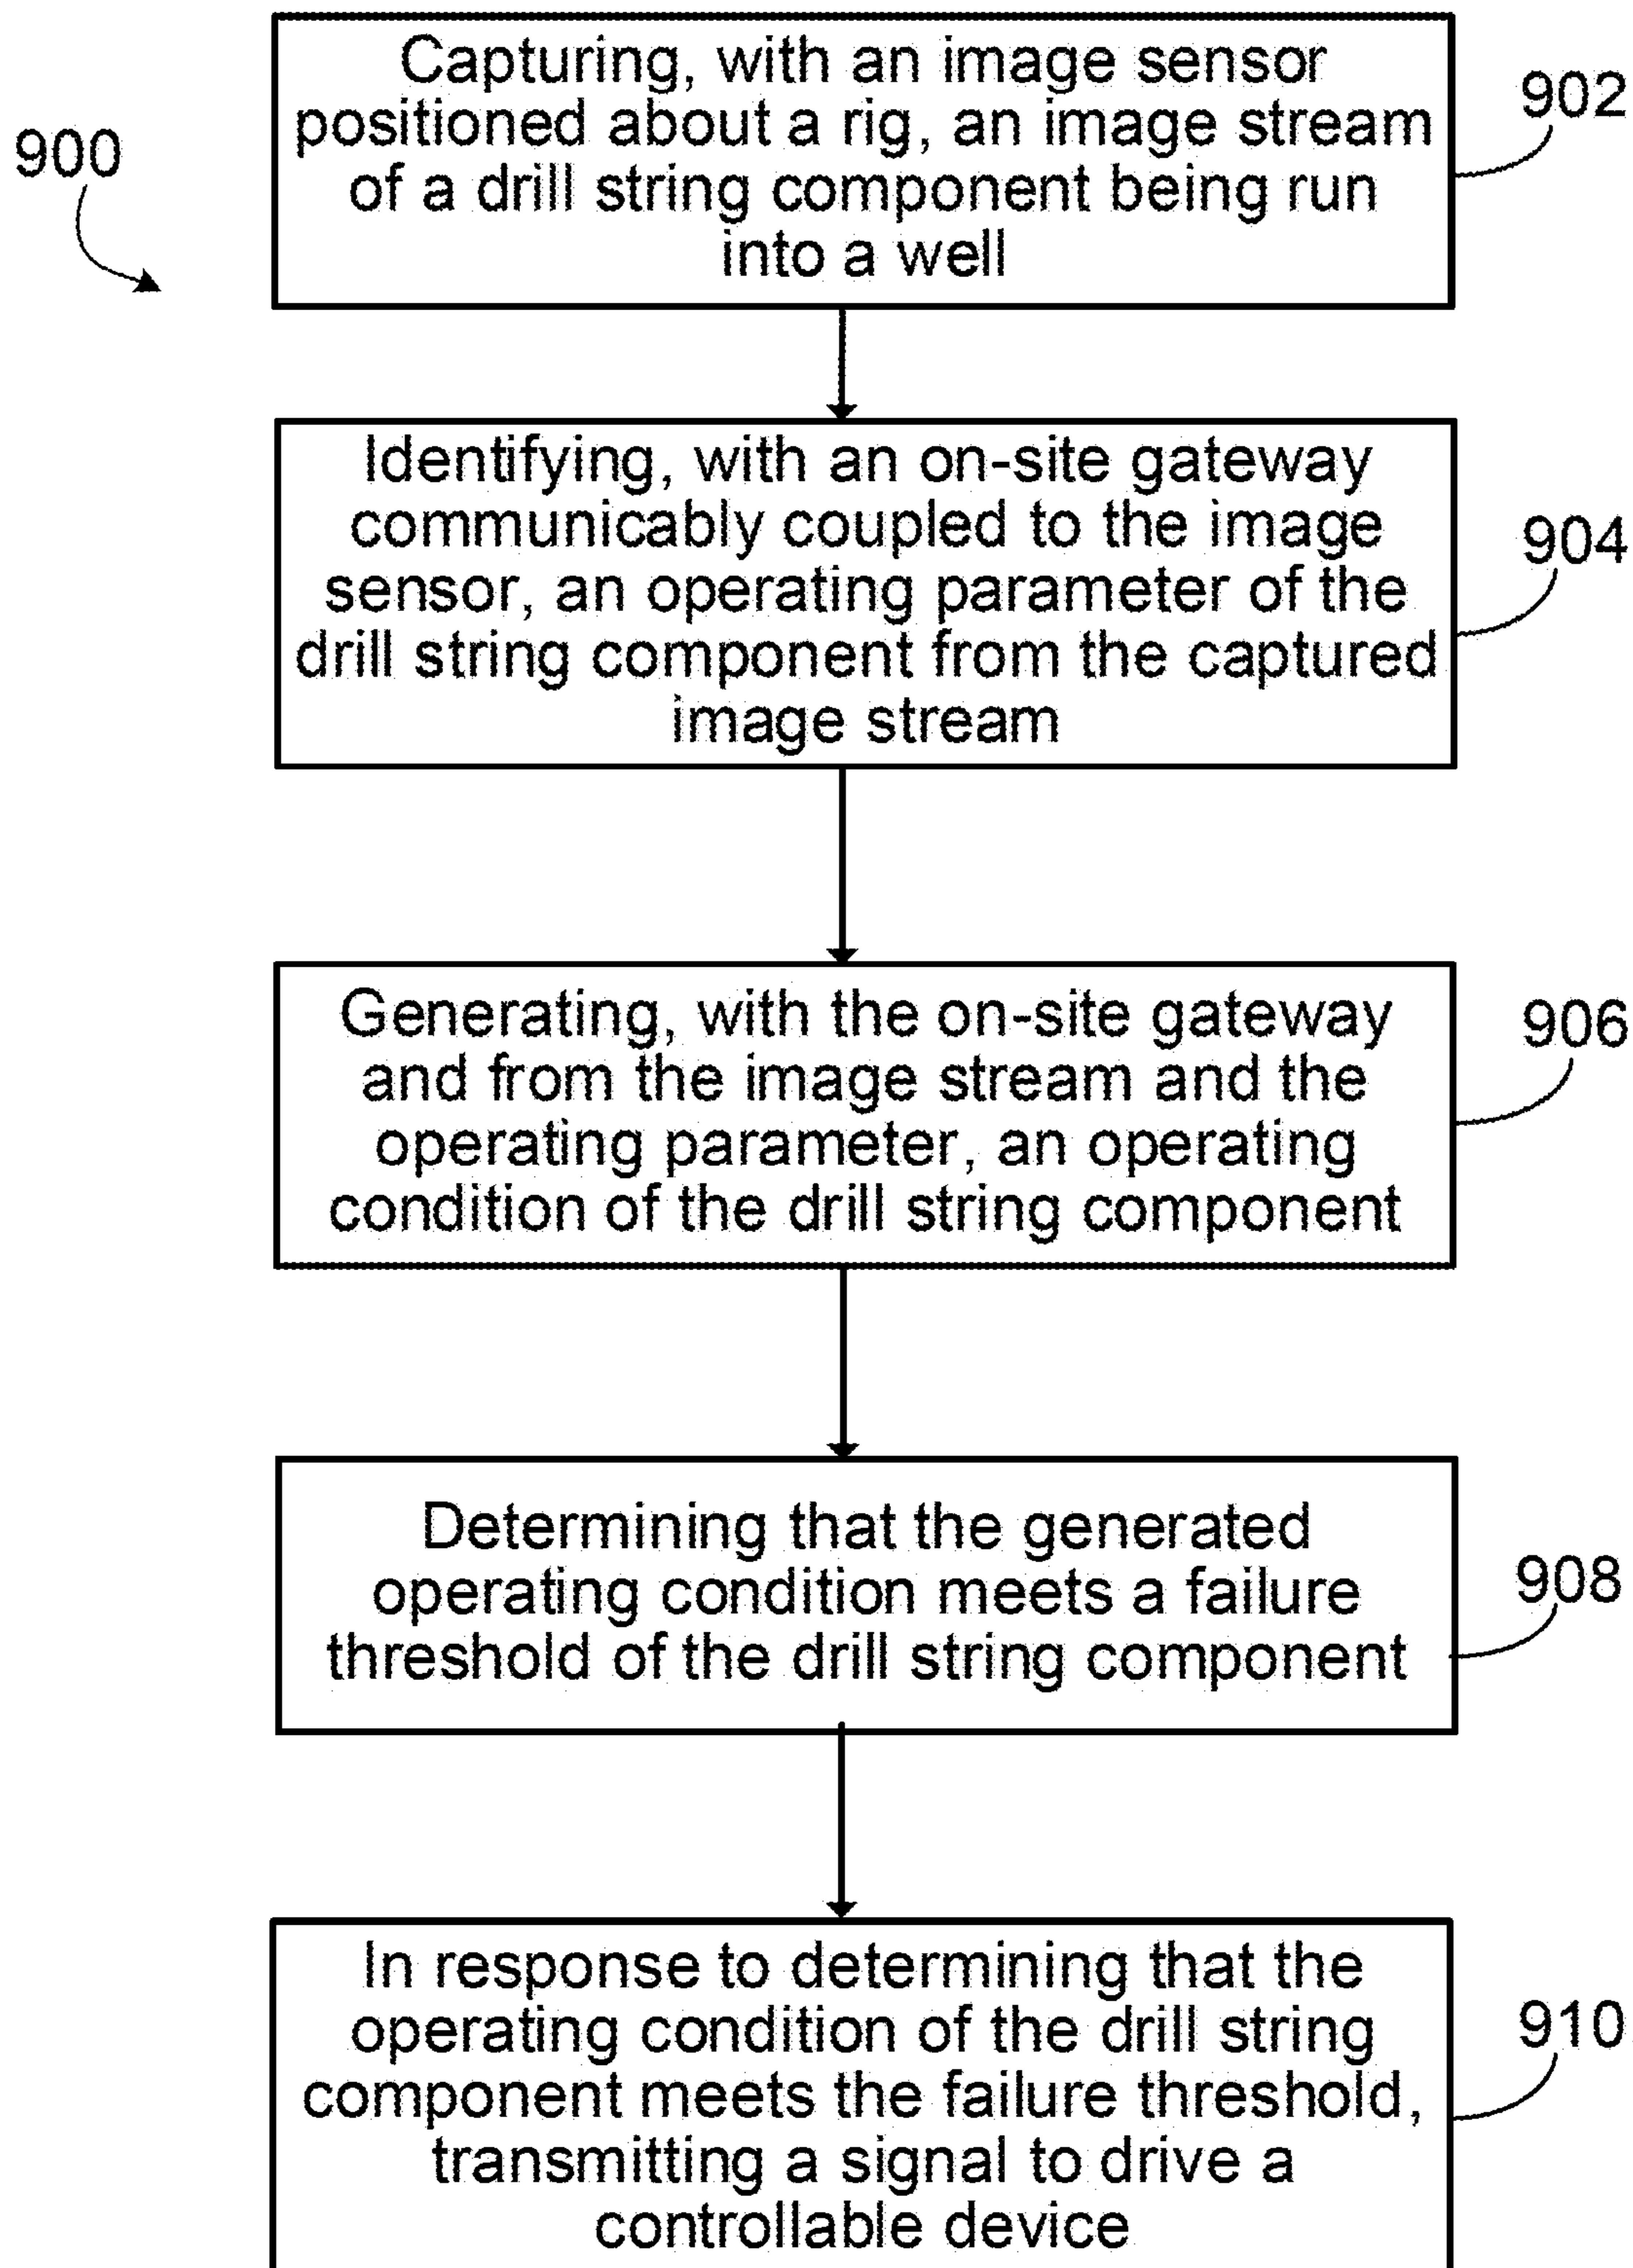 900
Capturing, with an image sensor
positioned about a rig, an image stream
of a drill string component being run
into a well
902
Identifying, with an on-site gateway
communicably coupled to the image
sensor, an operating parameter of the
drill string component from the captured
image stream
904
Generating, with the on-site gateway
and from the image stream and the
operating parameter, an operating
condition of the drill string component
906
Determining that the generated
operating condition meets a failure
threshold of the drill string component
908
In response to determining that the
operating condition of the drill string
component meets the failure threshold,
transmitting a signal to drive a
controllable device
910